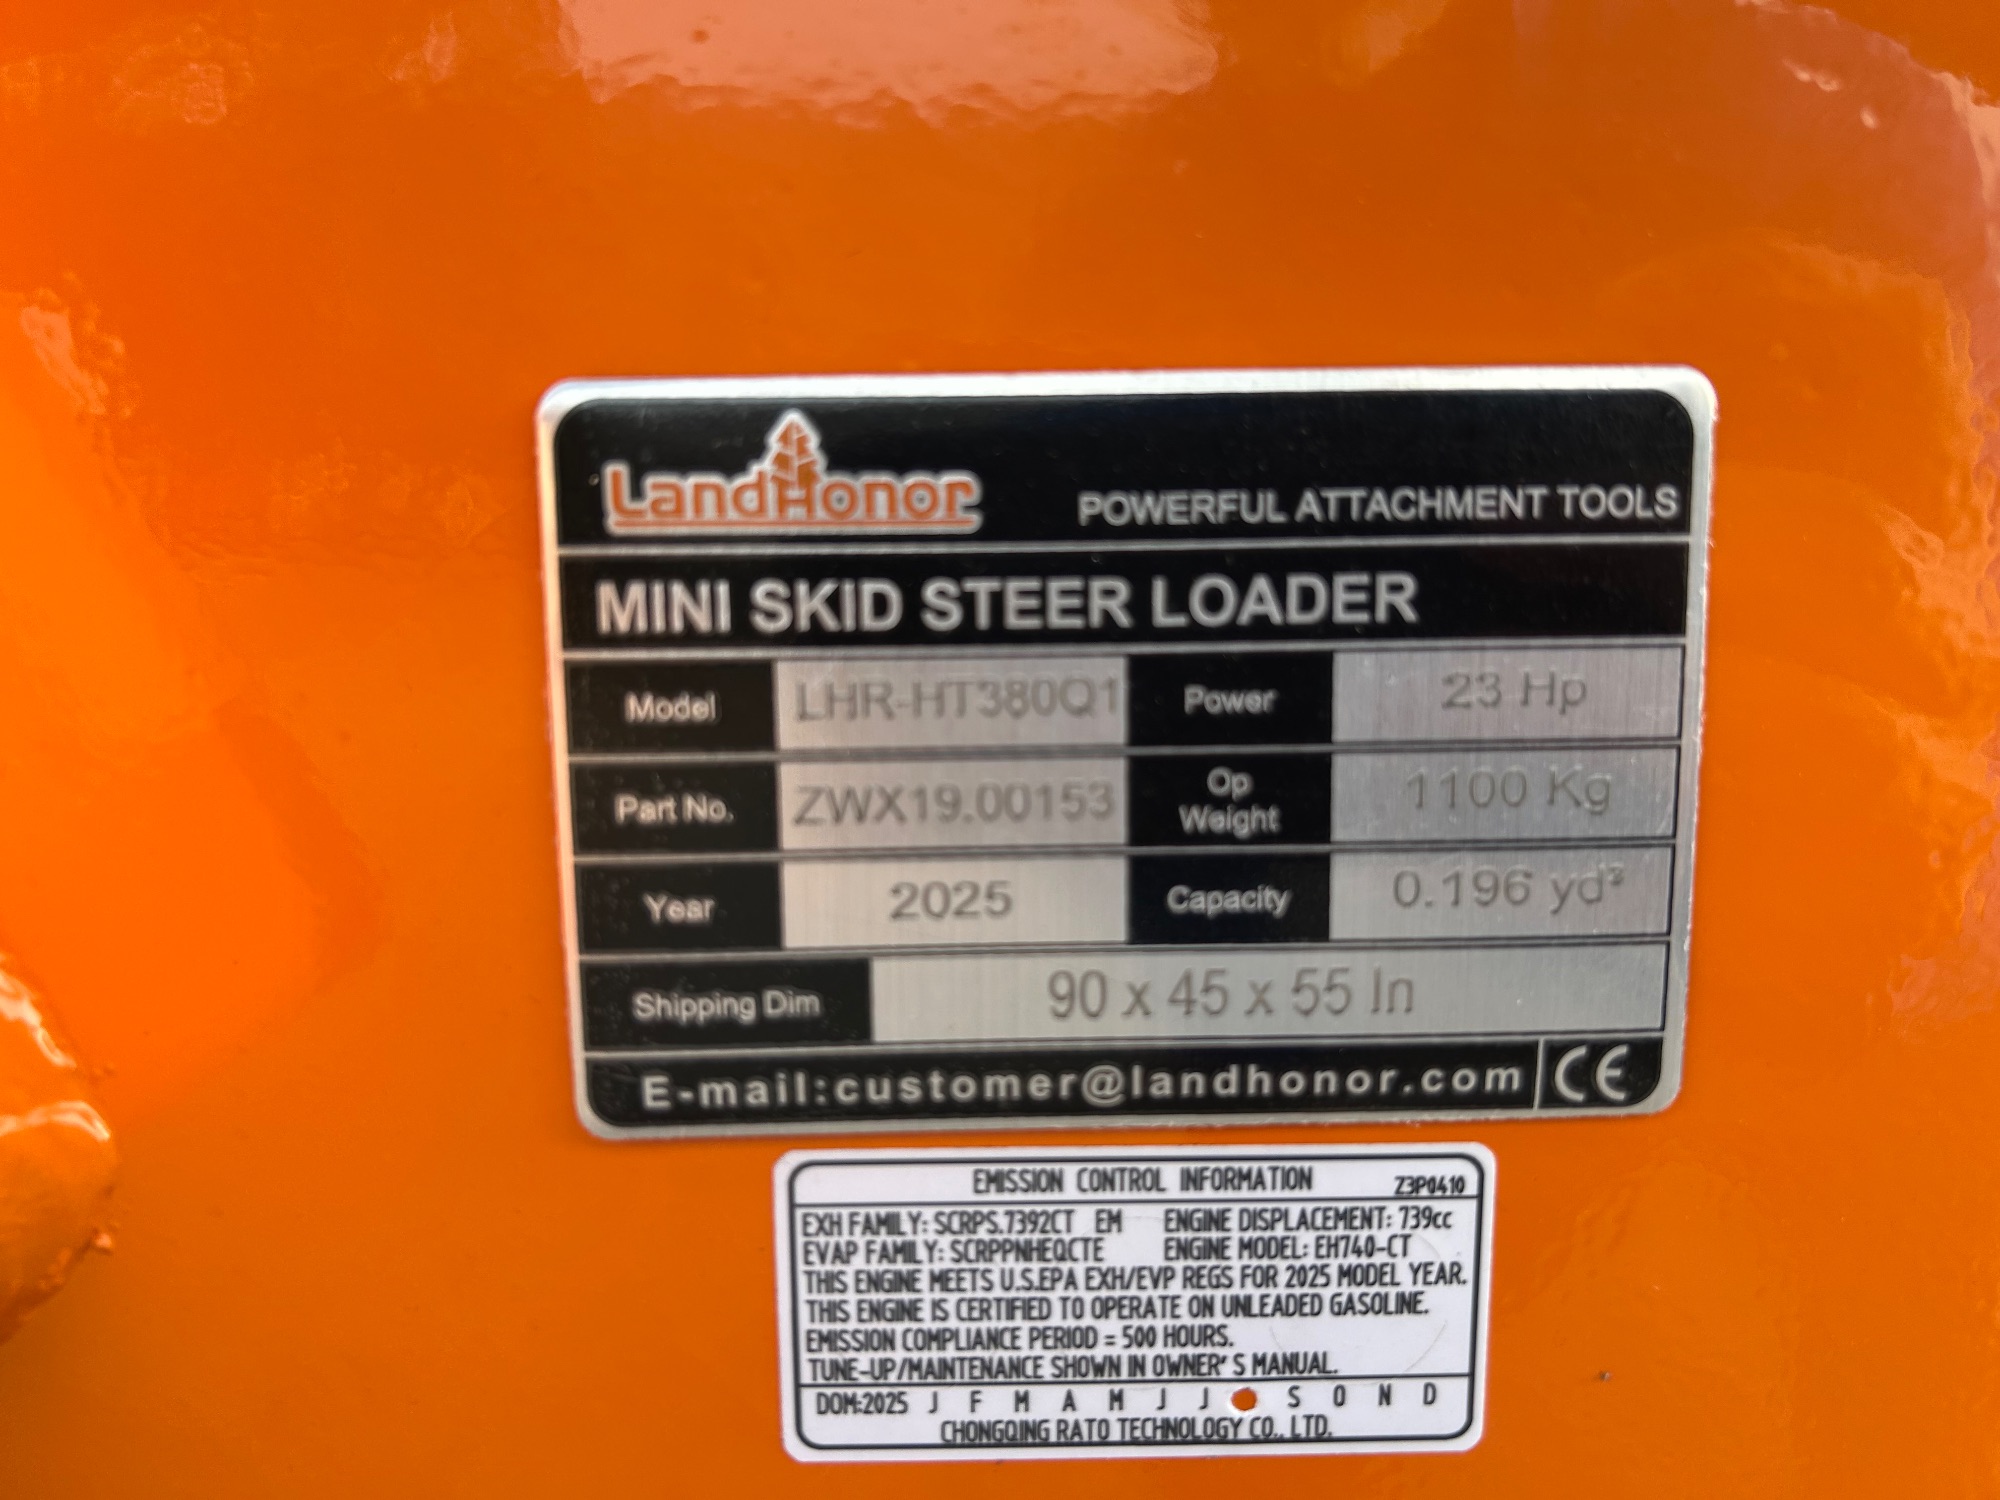 LandHonor
POWERFUL ATTACHMENT TOOLS
MINI SKID STEER LOADER
Model LHR-HT380Q1 Power 23 Hp
Part No. ZWX19.00153 Op Weight 1100 Kg
Year 2025 Capacity 0.196 yd³
Shipping Dim 90 x 45 x 55 In
E-mail:customer@landhonor.com CE
EMISSION CONTROL INFORMATION Z3P0410
EXH FAMILY: SCRPS.7392CT EM ENGINE DISPLACEMENT: 739cc
EVAP FAMILY: SCRPPNHEQCTE ENGINE MODEL: EH740-CT
THIS ENGINE MEETS U.S.EPA EXH/EVP REGS FOR 2025 MODEL YEAR.
THIS ENGINE IS CERTIFIED TO OPERATE ON UNLEADED GASOLINE.
EMISSION COMPLIANCE PERIOD = 500 HOURS.
TUNE-UP/MAINTENANCE SHOWN IN OWNER'S MANUAL.
DOM:2025 J F M A M J J S O N D
CHONGQING RATO TECHNOLOGY CO., LTD.